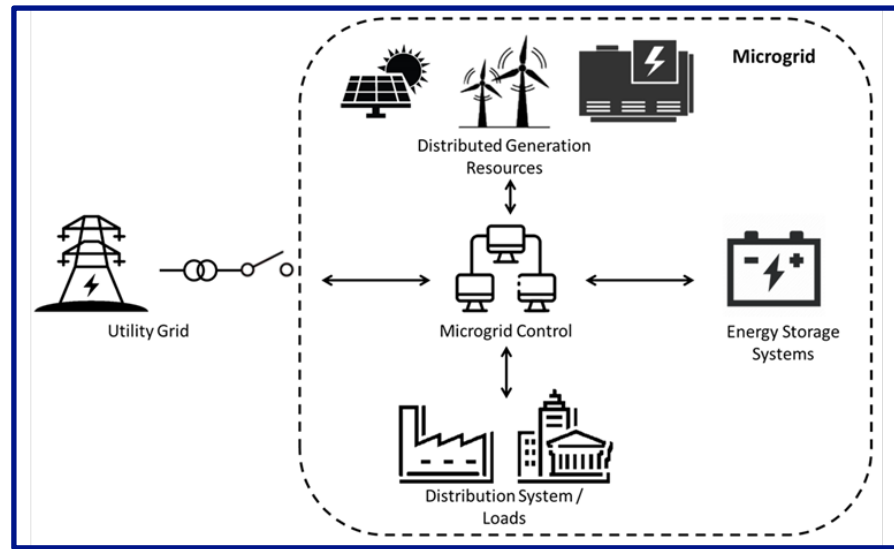 Microgrid
Distributed Generation
Resources
Utility Grid
Microgrid Control
Energy Storage
Systems
Distribution System /
Loads